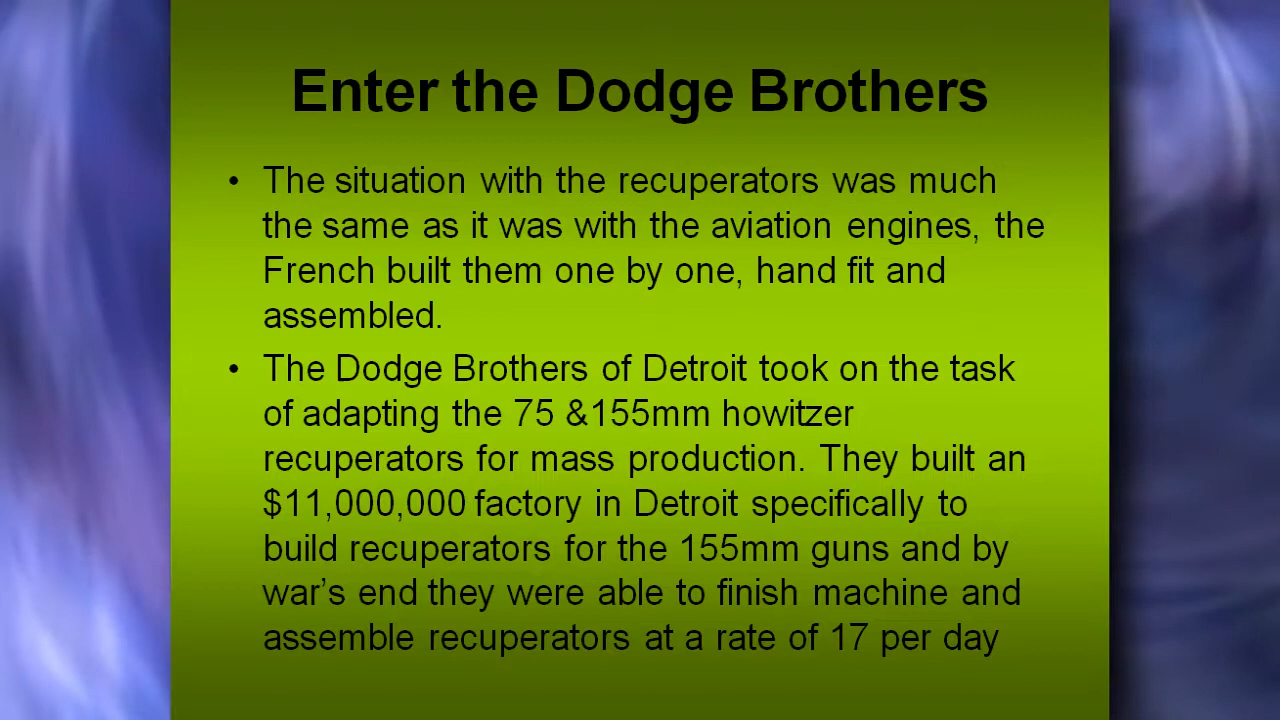 Enter the Dodge Brothers
• The situation with the recuperators was much
the same as it was with the aviation engines, the
French built them one by one, hand fit and
assembled.
• The Dodge Brothers of Detroit took on the task
of adapting the 75 &155mm howitzer
recuperators for mass production. They built an
$11,000,000 factory in Detroit specifically to
build recuperators for the 155mm guns and by
war’s end they were able to finish machine and
assemble recuperators at a rate of 17 per day